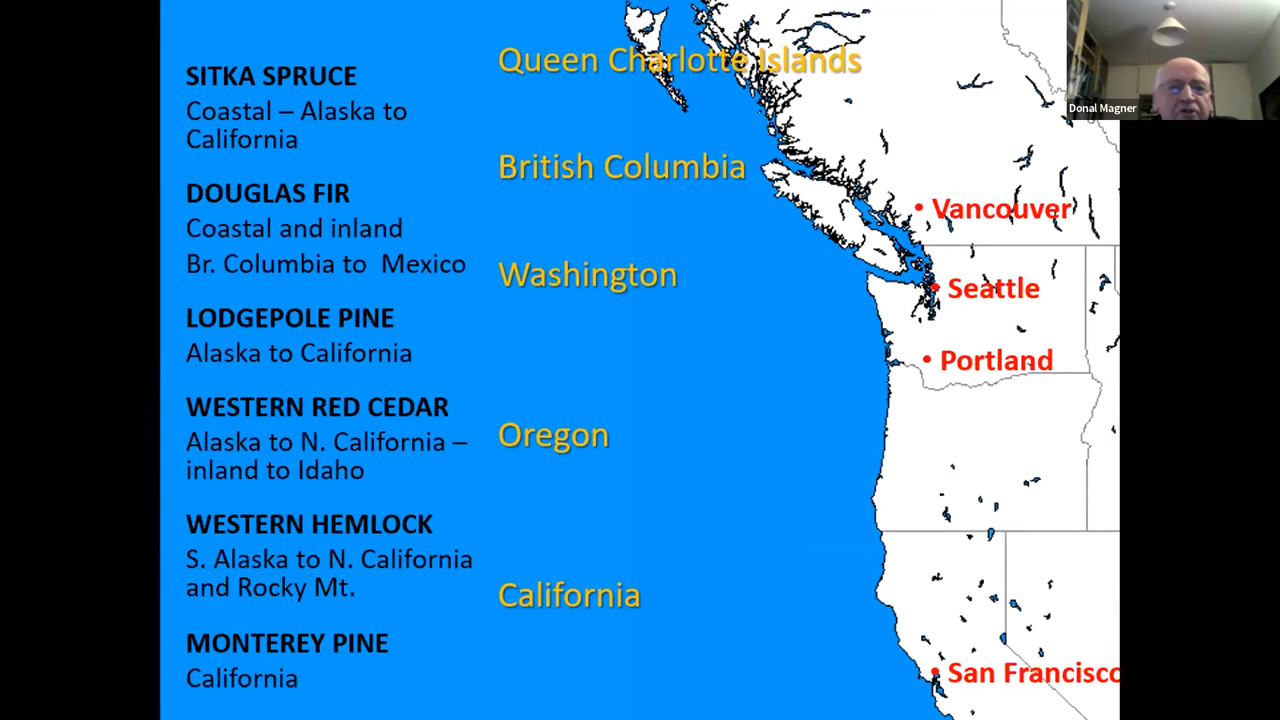 SITKA SPRUCE
Coastal – Alaska to
California
DOUGLAS FIR
Coastal and inland
Br. Columbia to  Mexico
LODGEPOLE PINE
Alaska to California
WESTERN RED CEDAR
Alaska to N. California –
inland to Idaho
WESTERN HEMLOCK
S. Alaska to N. California
and Rocky Mt.
MONTEREY PINE
California
Queen Charlotte Islands
British Columbia
Washington
Oregon
California
• Vancouver
• Seattle
• Portland
• San Francisco
Donal Magner